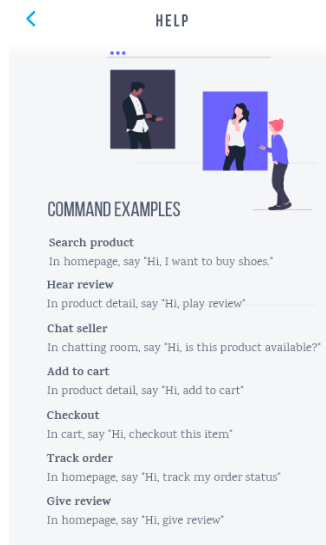 HELP
COMMAND EXAMPLES
Search product
In homepage, say "Hi, I want to buy shoes."
Hear review
In product detail, say "Hi, play review"
Chat seller
In chatting room, say "Hi, is this product available?"
Add to cart
In product detail, say "Hi, add to cart"
Checkout
In cart, say "Hi, checkout this item"
Track order
In homepage, say "Hi, track my order status"
Give review
In homepage, say "Hi, give review"